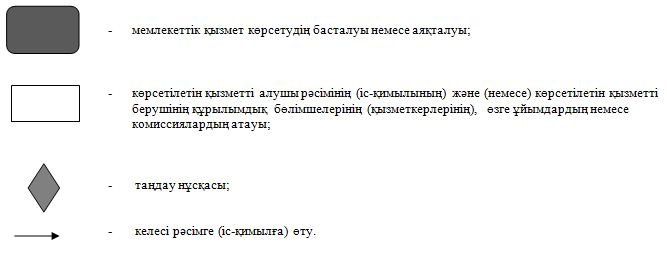 - мемлекеттік қызмет көрсетудің басталуы немесе аяқталуы;
- көрсетілетін қызметті алушы рәсімінің (іс-қимылының) және (немесе) көрсетілетін қызметті
берушінің құрылымдық бөлімшелерінің (қызметкерлерінің), өзге ұйымдардың немесе
комиссиялардың атауы;
- таңдау нұсқасы;
- келесі рәсімге (іс-қимылға) өту.